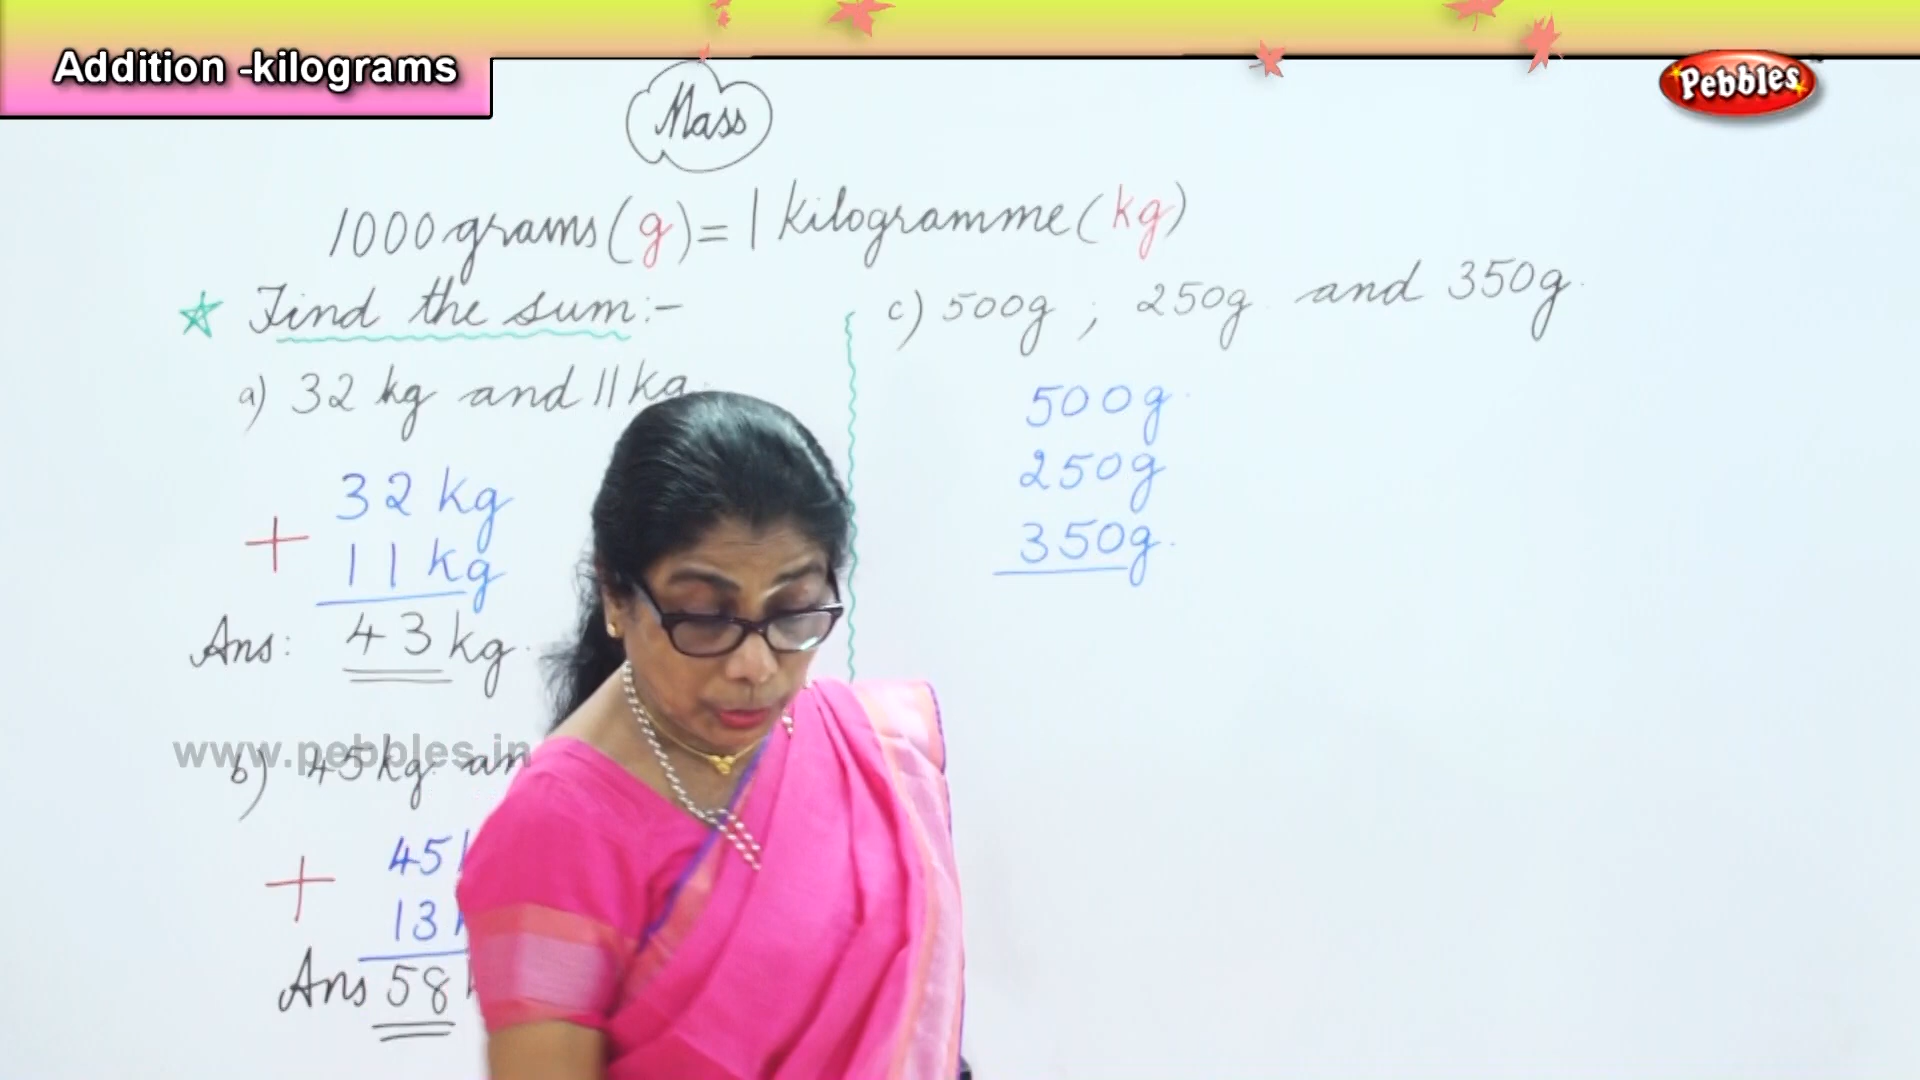 Addition -kilograms
Pebbles
Mass
1000 grams (g) = 1 kilogramme (kg)
Find the sum:-
a) 32 kg and 11 kg.
32 kg
+
11 kg
Ans: 43 kg.
www.pebbles.in
b) 45 kg
+
45
13
Ans 58
c) 500g ; 250g and 350g.
500g
250g
350g